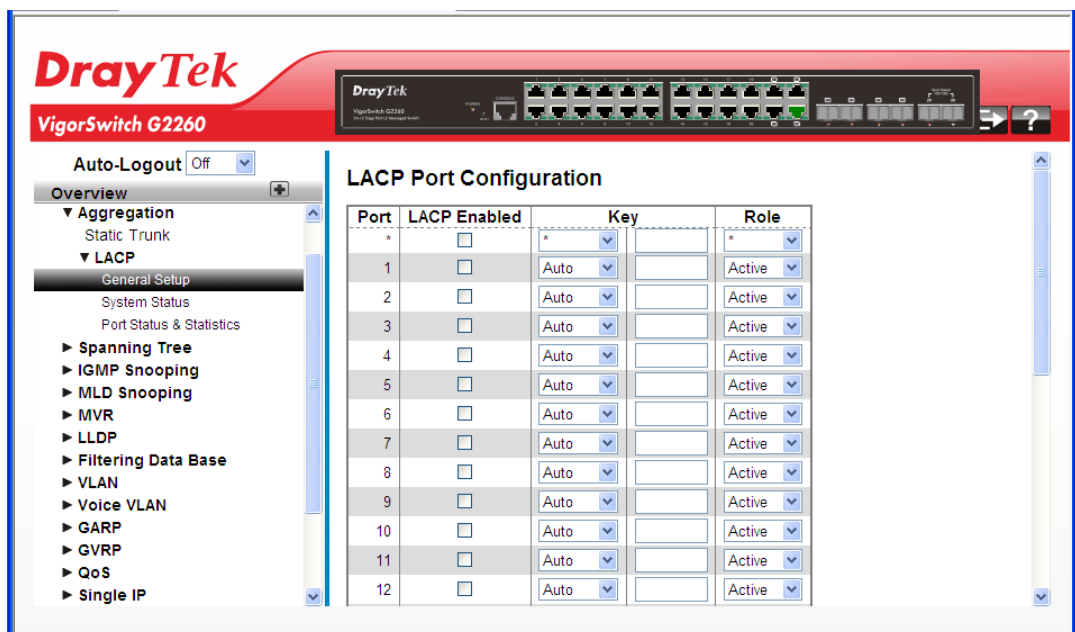 DrayTek
VigorSwitch G2260
DrayTek
VigorSwitch G2260
POWER
CONSOLE
Auto-Logout Off
Overview
▼ Aggregation
Static Trunk
▼ LACP
General Setup
System Status
Port Status & Statistics
► Spanning Tree
► IGMP Snooping
► MLD Snooping
► MVR
► LLDP
► Filtering Data Base
► VLAN
► Voice VLAN
► GARP
► GVRP
► QoS
► Single IP
LACP Port Configuration
Port LACP Enabled Key Role
* * *
1 Auto Active
2 Auto Active
3 Auto Active
4 Auto Active
5 Auto Active
6 Auto Active
7 Auto Active
8 Auto Active
9 Auto Active
10 Auto Active
11 Auto Active
12 Auto Active